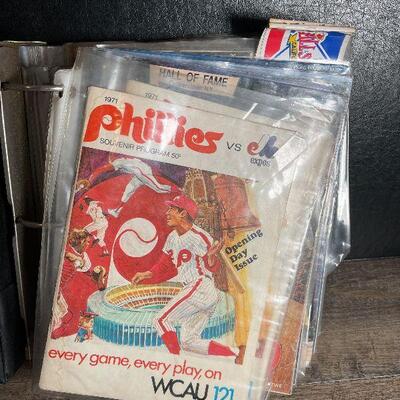 HALL OF FAME
1971
1971
phillies vs expos
SOUVENIR PROGRAM 50¢
Opening
Day
Issue
every game, every play, on
WCAU 121